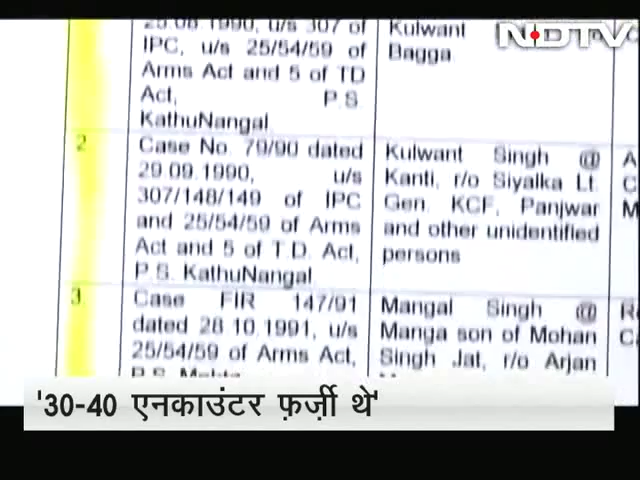 NDTV
29.08.1990, u/s 307 of
IPC, u/s 25/54/59 of
Arms Act and 5 of TD
Act, P.S
KathuNangal
Kulwant
Bagga
2
Case No. 79/90 dated
29.09.1990, u/s
307/148/149 of IPC
and 25/54/59 of Arms
Act and 5 of T.D. Act,
P.S. KathuNangal
Kulwant Singh @
Kanti, r/o Siyalka Lt.
Gen. KCF, Panjwar
and other unidentified
persons
3
Case FIR 147/91
dated 28.10.1991, u/s
25/54/59 of Arms Act,
P.S.
Mangal Singh @
Manga son of Mohan
Singh Jat, r/o Arjan
'30-40 एनकाउंटर फ़र्ज़ी थे'